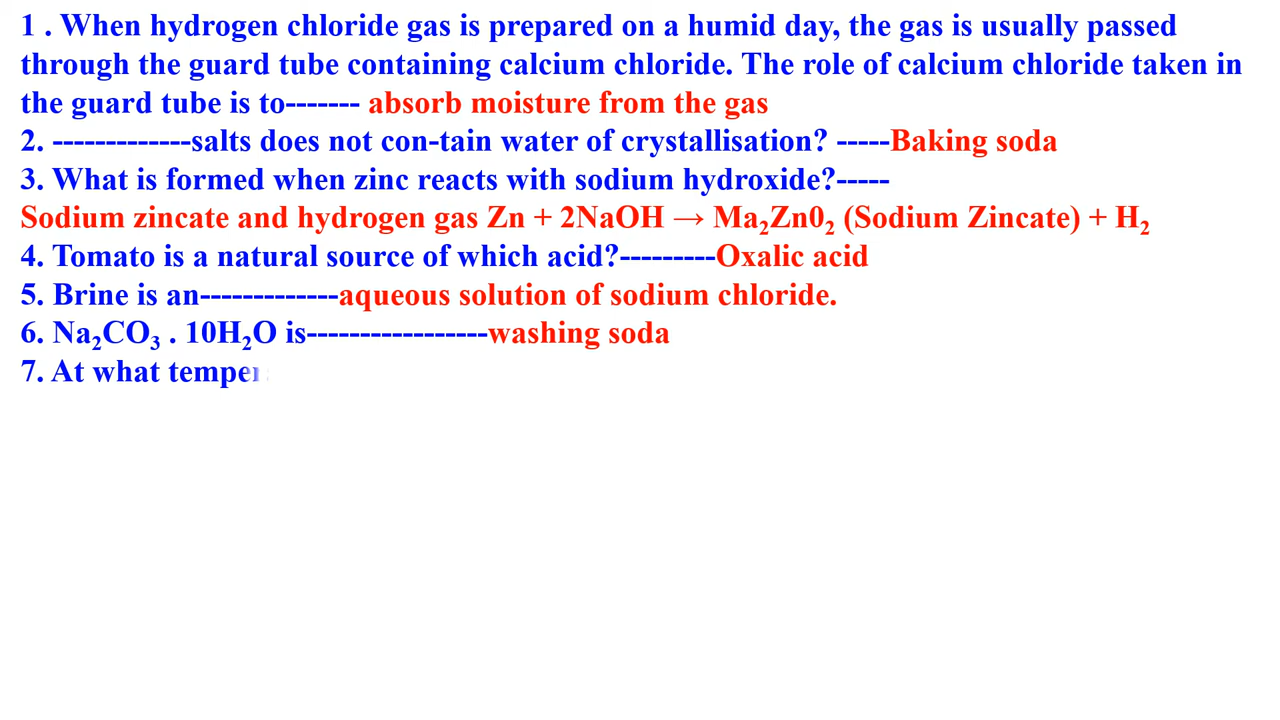 1 . When hydrogen chloride gas is prepared on a humid day, the gas is usually passed
through the guard tube containing calcium chloride. The role of calcium chloride taken in
the guard tube is to------- absorb moisture from the gas
2. -------------salts does not con-tain water of crystallisation? -----Baking soda
3. What is formed when zinc reacts with sodium hydroxide?-----
Sodium zincate and hydrogen gas Zn + 2NaOH → Ma₂Zn0₂ (Sodium Zincate) + H₂
4. Tomato is a natural source of which acid?---------Oxalic acid
5. Brine is an-------------aqueous solution of sodium chloride.
6. Na₂CO₃ . 10H₂O is-----------------washing soda
7. At what temper